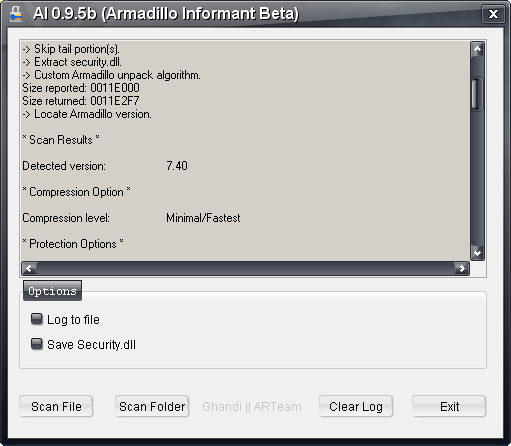 AI 0.9.5b (Armadillo Informant Beta)
-> Skip tail portion(s).
-> Extract security.dll.
-> Custom Armadillo unpack algorithm.
Size reported: 0011E000
Size returned: 0011E2F7
-> Locate Armadillo version.
* Scan Results *
Detected version: 7.40
* Compression Option *
Compression level: Minimal/Fastest
* Protection Options *
Options
Log to file
Save Security.dll
Scan File Scan Folder Ghandi || ARTeam Clear Log Exit